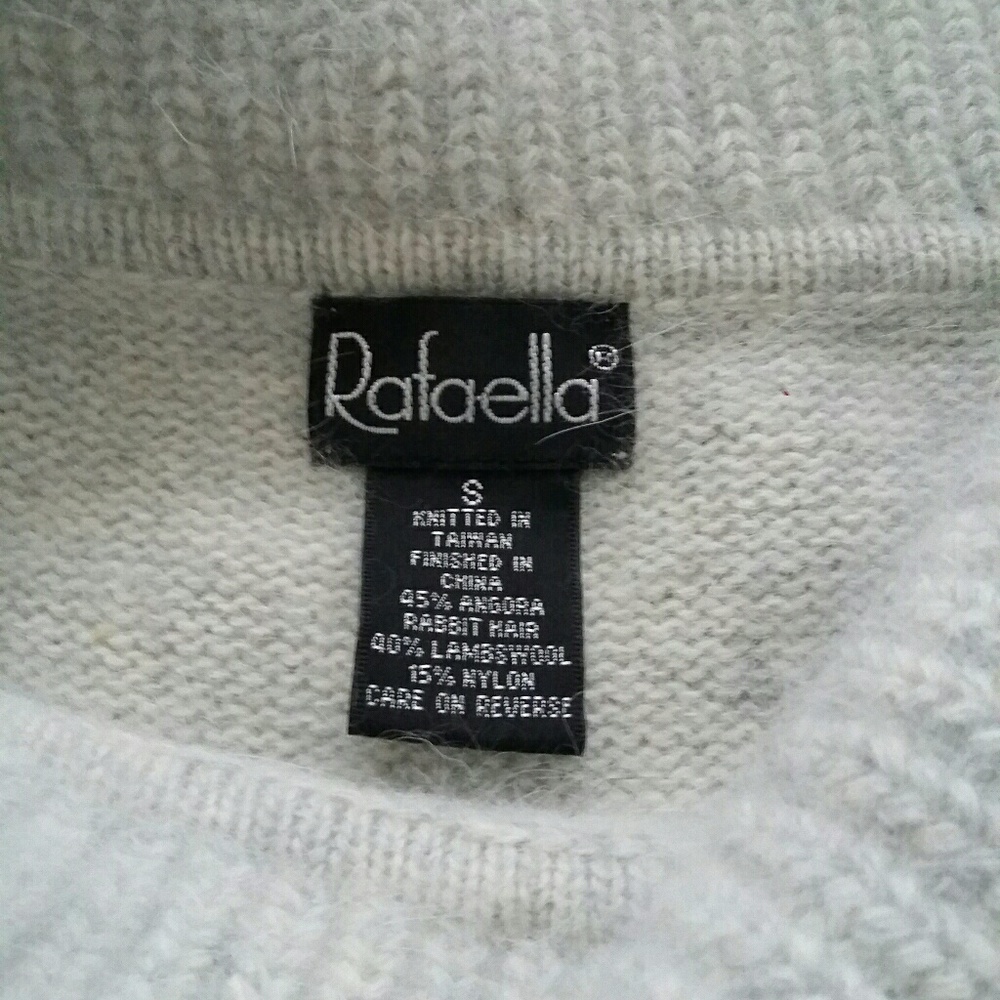 Rafaella®
S
KNITTED IN
TAIWAN
FINISHED IN
CHINA
45% ANGORA
RABBIT HAIR
40% LAMBSWOOL
15% NYLON
CARE ON REVERSE